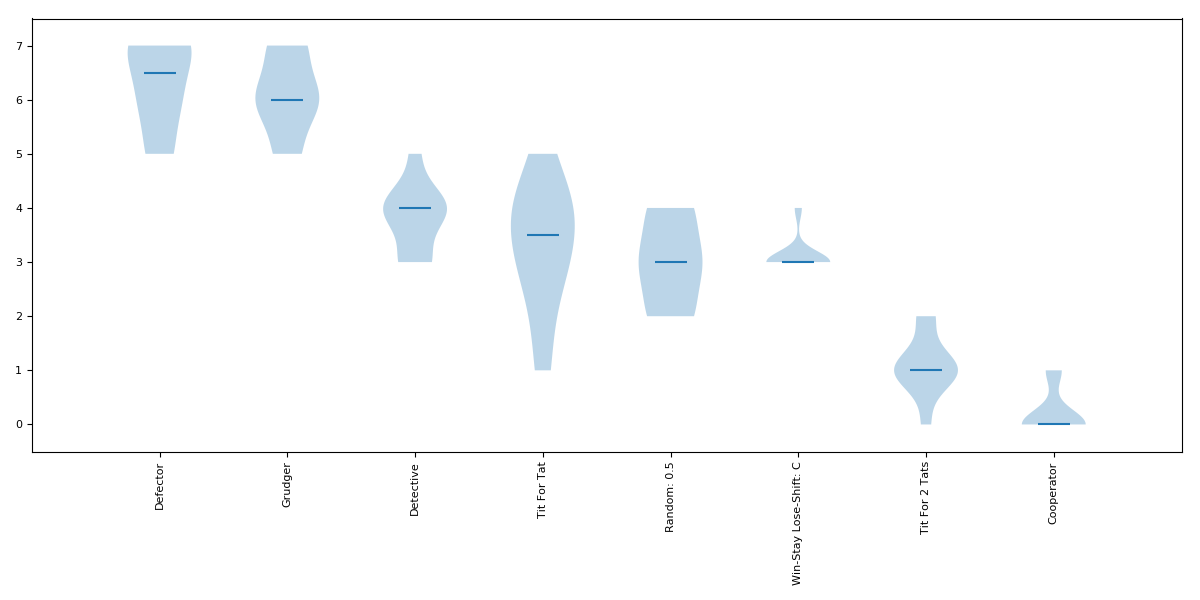 7
6
5
4
3
2
1
0
Defector
Grudger
Detective
Tit For Tat
Random: 0.5
Win-Stay Lose-Shift: C
Tit For 2 Tats
Cooperator